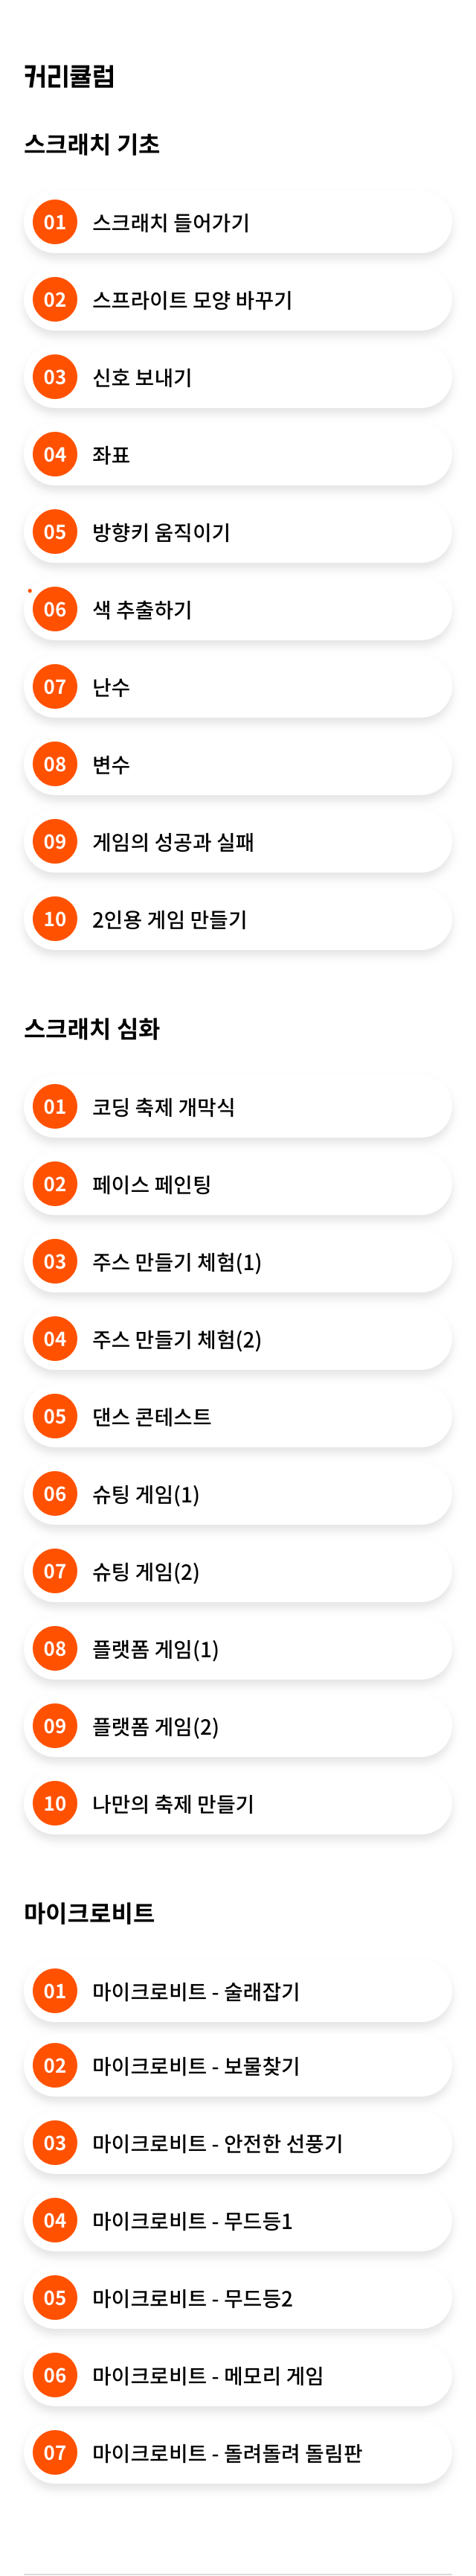 커리큘럼
스크래치 기초
01 스크래치 들어가기
02 스프라이트 모양 바꾸기
03 신호 보내기
04 좌표
05 방향키 움직이기
06 색 추출하기
07 난수
08 변수
09 게임의 성공과 실패
10 2인용 게임 만들기
스크래치 심화
01 코딩 축제 개막식
02 페이스 페인팅
03 주스 만들기 체험(1)
04 주스 만들기 체험(2)
05 댄스 콘테스트
06 슈팅 게임(1)
07 슈팅 게임(2)
08 플랫폼 게임(1)
09 플랫폼 게임(2)
10 나만의 축제 만들기
마이크로비트
01 마이크로비트 - 술래잡기
02 마이크로비트 - 보물찾기
03 마이크로비트 - 안전한 선풍기
04 마이크로비트 - 무드등1
05 마이크로비트 - 무드등2
06 마이크로비트 - 메모리 게임
07 마이크로비트 - 돌려돌려 돌림판